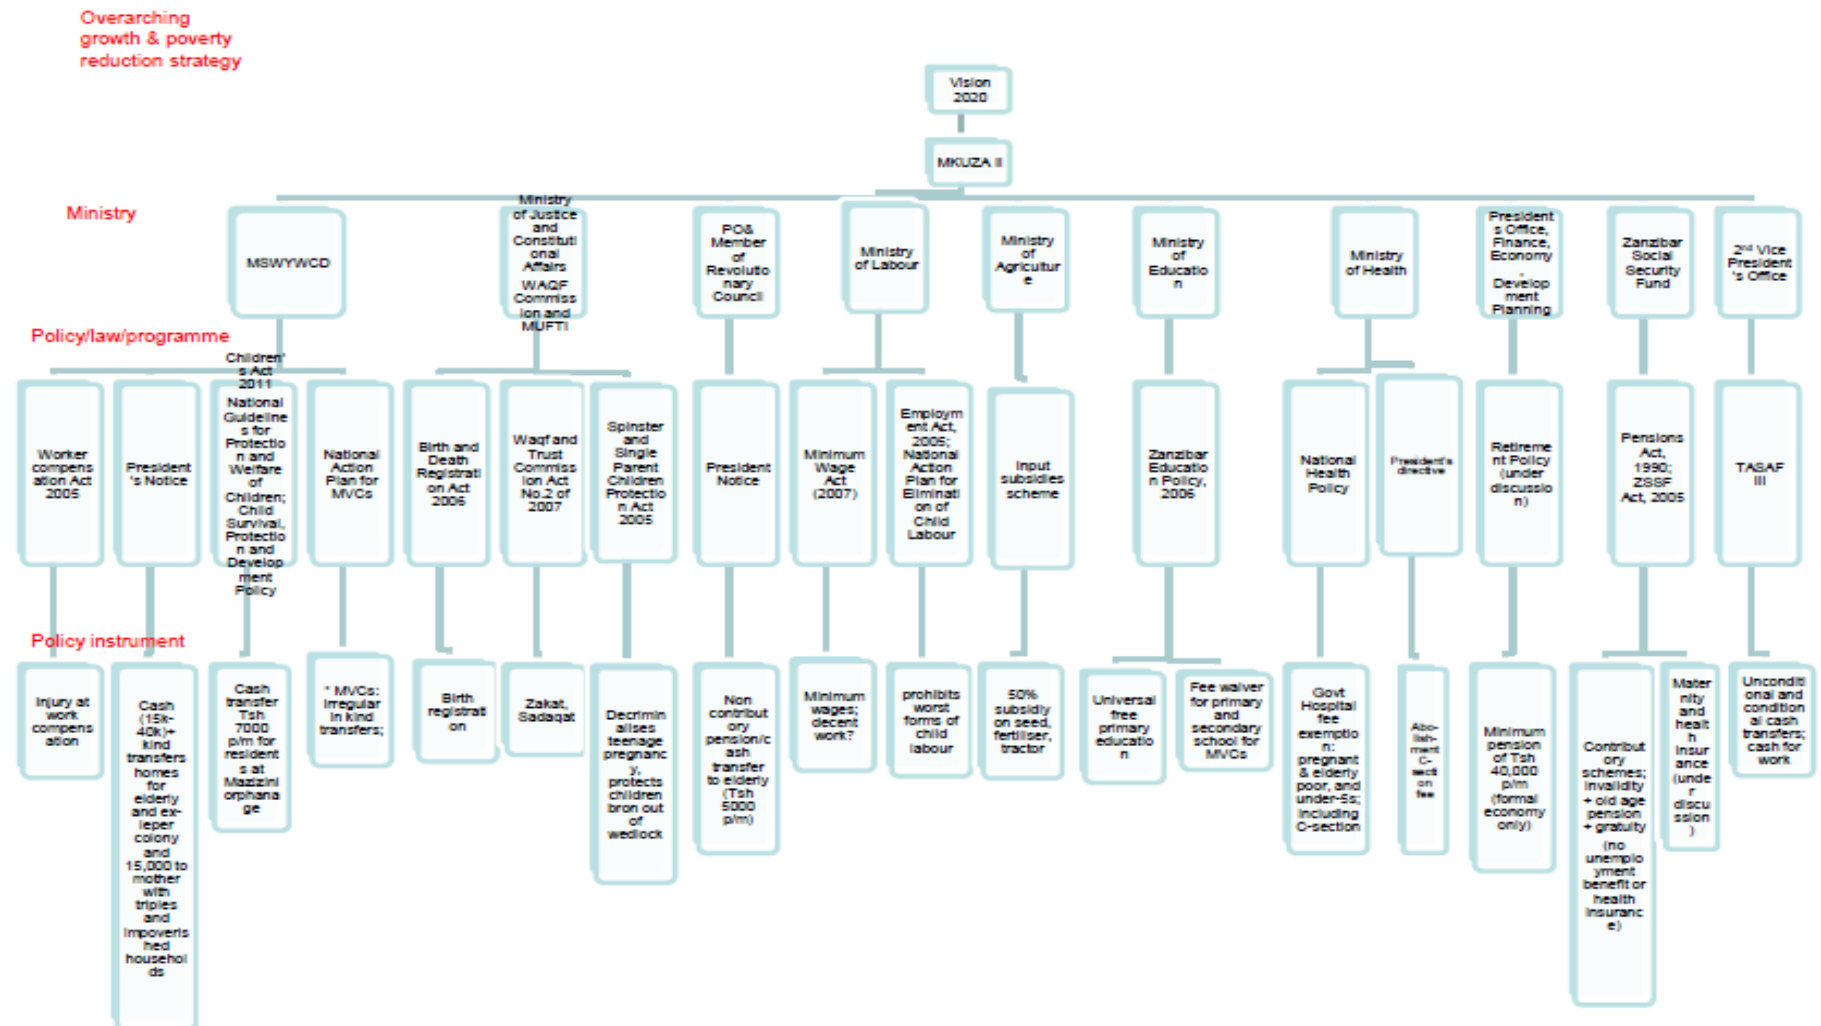 Overarching
growth & poverty
reduction strategy
Vision
2020
MKUZA II
Ministry
MSWYWCD
Ministry
of Justice
and
Constituti
onal
Affairs
WAQF
Commiss
ion and
MUFTI
PO&
Member
of
Revolutio
nary
Council
Ministry
of Labour
Ministry
of
Agricultur
e
Ministry
of
Educatio
n
Ministry
of Health
President
s Office,
Finance,
Economy
,
Develop
ment
Planning
Zanzibar
Social
Security
Fund
2nd Vice
President
's Office
Policy/law/programme
Worker
compens
ation Act
2005
President
's Notice
Children'
s Act
2011
National
Guideline
s for
Protectio
n and
Welfare
of
Children;
Child
Survival,
Protectio
n and
Develop
ment
Policy
National
Action
Plan for
MVCs
Birth and
Death
Registrati
on Act
2006
Waqf and
Trust
Commiss
ion Act
No.2 of
2007
Spinster
and
Single
Parent
Children
Protectio
n Act
2005
President
Notice
Minimum
Wage
Act
(2007)
Employm
ent Act,
2005;
National
Action
Plan for
Eliminati
on of
Child
Labour
Input
subsidies
scheme
Zanzibar
Educatio
n Policy,
2006
National
Health
Policy
President's
directive
Retireme
nt Policy
(under
discussio
n)
Pensions
Act,
1990;
ZSSF
Act, 2005
TASAF
III
Policy instrument
Injury at
work
compens
ation
Cash
(15k-
40k)+
kind
transfers
homes
for
elderly
and ex-
leper
colony
and
15,000 to
mother
with
triples
and
impoveris
hed
househol
ds
Cash
transfer
Tsh
7000
p/m for
resident
s at
Mazizini
orphana
ge
* MVCs:
irregular
in kind
transfers;
Birth
registrati
on
Zakat,
Sadaqat
Decrimin
alises
teenage
pregnanc
y,
protects
children
bron out
of
wedlock
Non
contribut
ory
pension/c
ash
transfer
to elderly
(Tsh
5000
p/m)
Minimum
wages;
decent
work?
prohibits
worst
forms of
child
labour
50%
subsidy
on seed,
fertiliser,
tractor
Universal
free
primary
educatio
n
Fee waiver
for primary
and
secondary
school for
MVCs
Govt
Hospital
fee
exemptio
n:
pregnant
& elderly
poor, and
under-5s;
including
C-section
Abo-
lish-
ment
C-
secti
on
fee
Minimum
pension
of Tsh
40,000
p/m
(formal
economy
only)
Contribut
ory
schemes;
invalidity
+ old age
pension
+ gratuity
(no
unemplo
yment
benefit or
health
insuranc
e)
Mater
nity
and
healt
h
insur
ance
(unde
r
discu
ssion
)
Unconditi
onal and
condition
al cash
transfers;
cash for
work